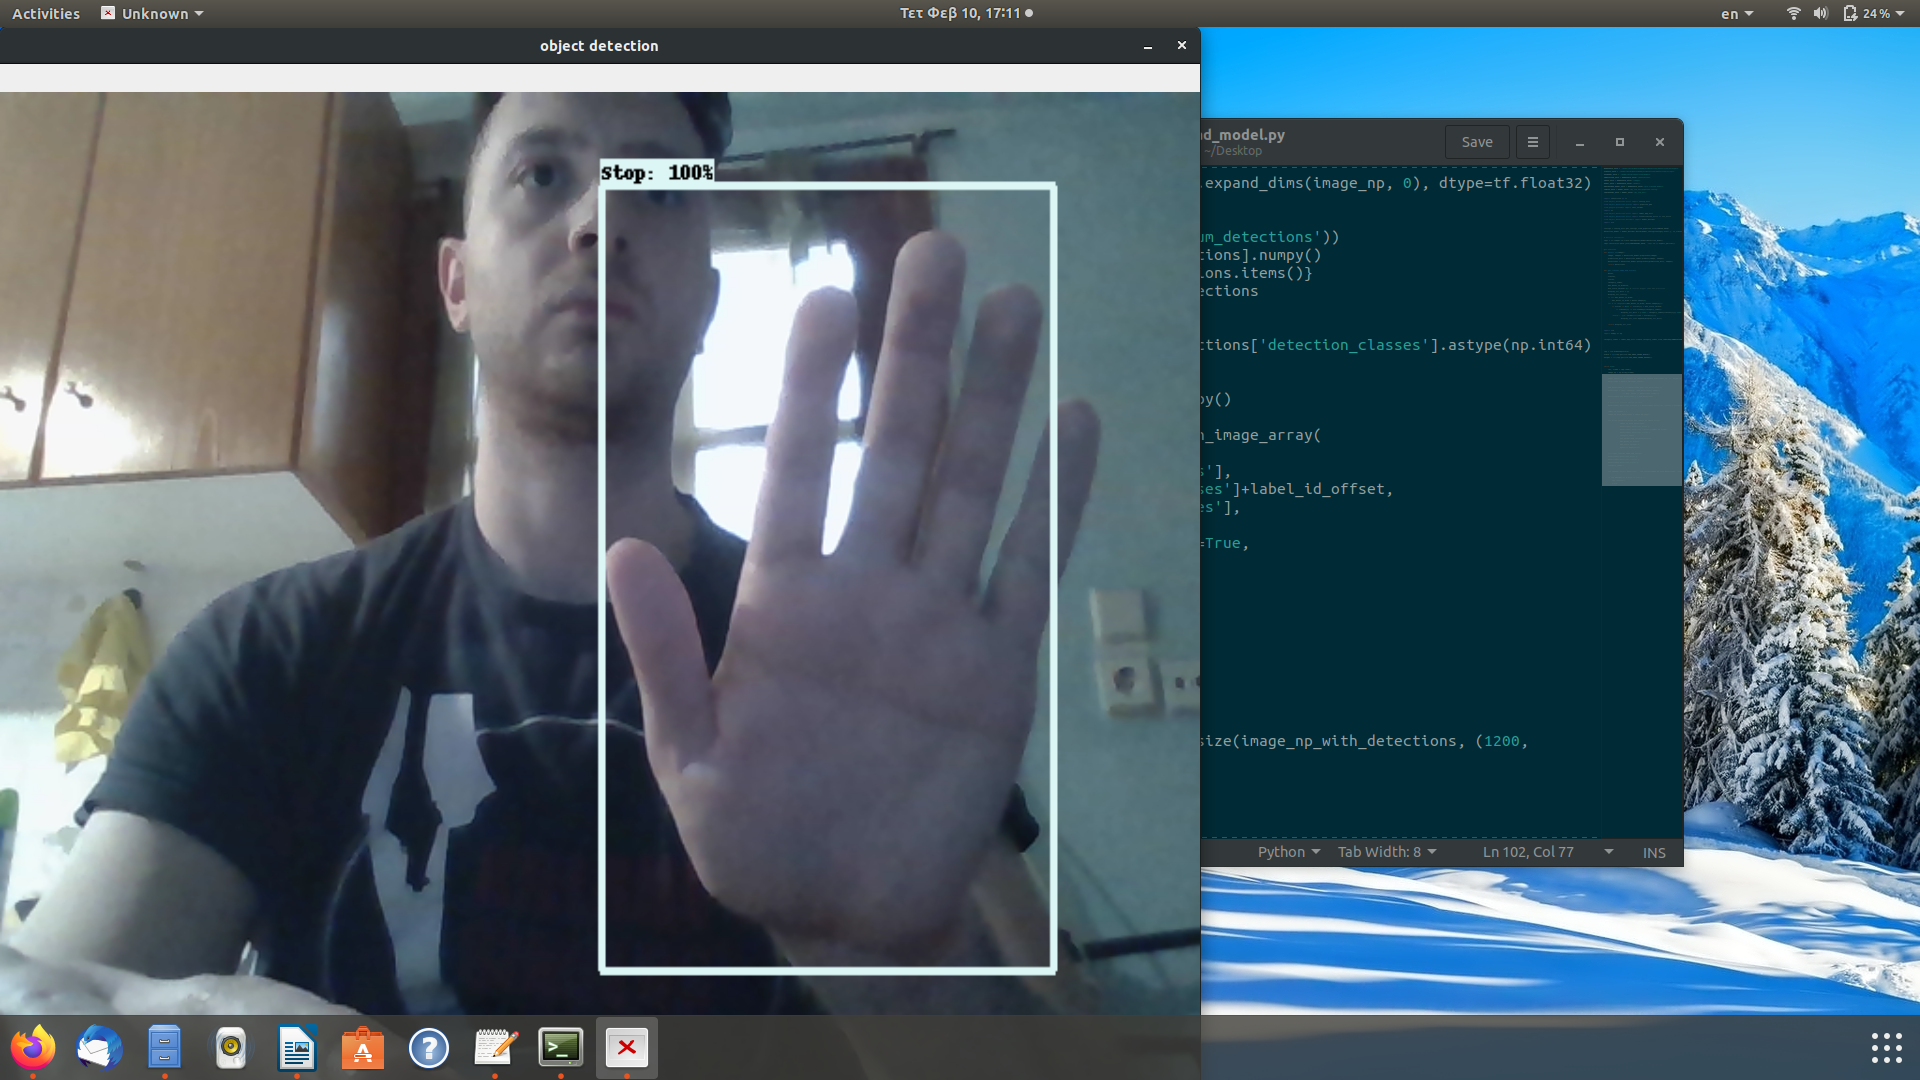 Activities
Unknown
Τετ Φεβ 10, 17:11
en
24%
object detection
Stop: 100%
d_model.py
~/Desktop
Save
.expand_dims(image_np, 0), dtype=tf.float32)
m_detections'))
tions].numpy()
ons.items()}
ections
tions['detection_classes'].astype(np.int64)
py()
_image_array(
s'],
ses']+label_id_offset,
es'],
=True,
size(image_np_with_detections, (1200,
Python
Tab Width: 8
Ln 102, Col 77
INS